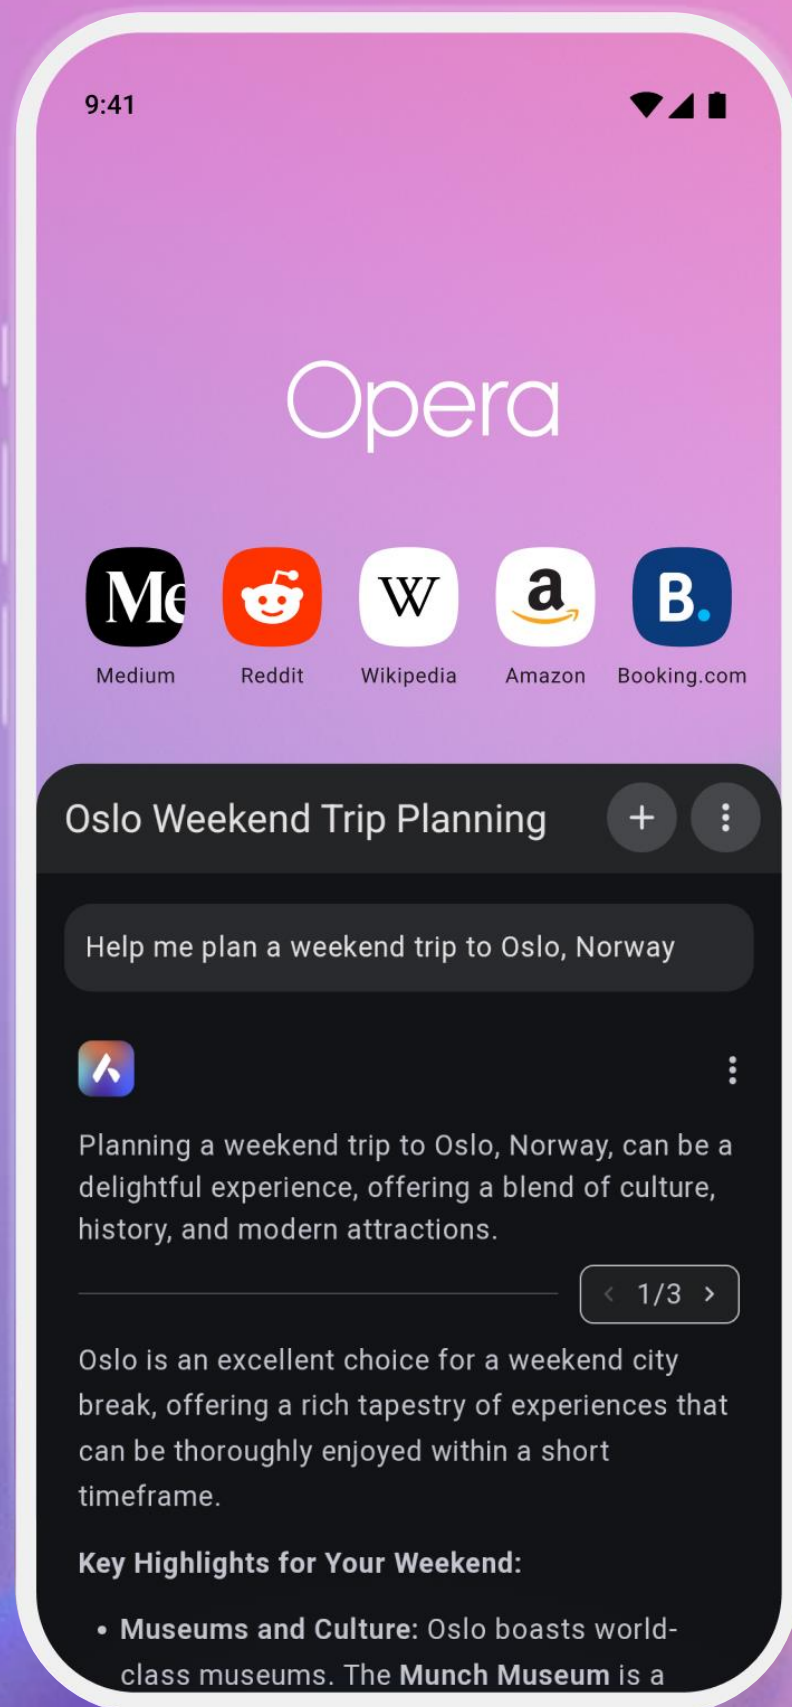 9:41
Opera
Me
W
a
B.
Medium Reddit Wikipedia Amazon Booking.com
Oslo Weekend Trip Planning
Help me plan a weekend trip to Oslo, Norway
Planning a weekend trip to Oslo, Norway, can be a
delightful experience, offering a blend of culture,
history, and modern attractions.
1/3
Oslo is an excellent choice for a weekend city
break, offering a rich tapestry of experiences that
can be thoroughly enjoyed within a short
timeframe.
Key Highlights for Your Weekend:
• Museums and Culture: Oslo boasts world-
class museums. The Munch Museum is a